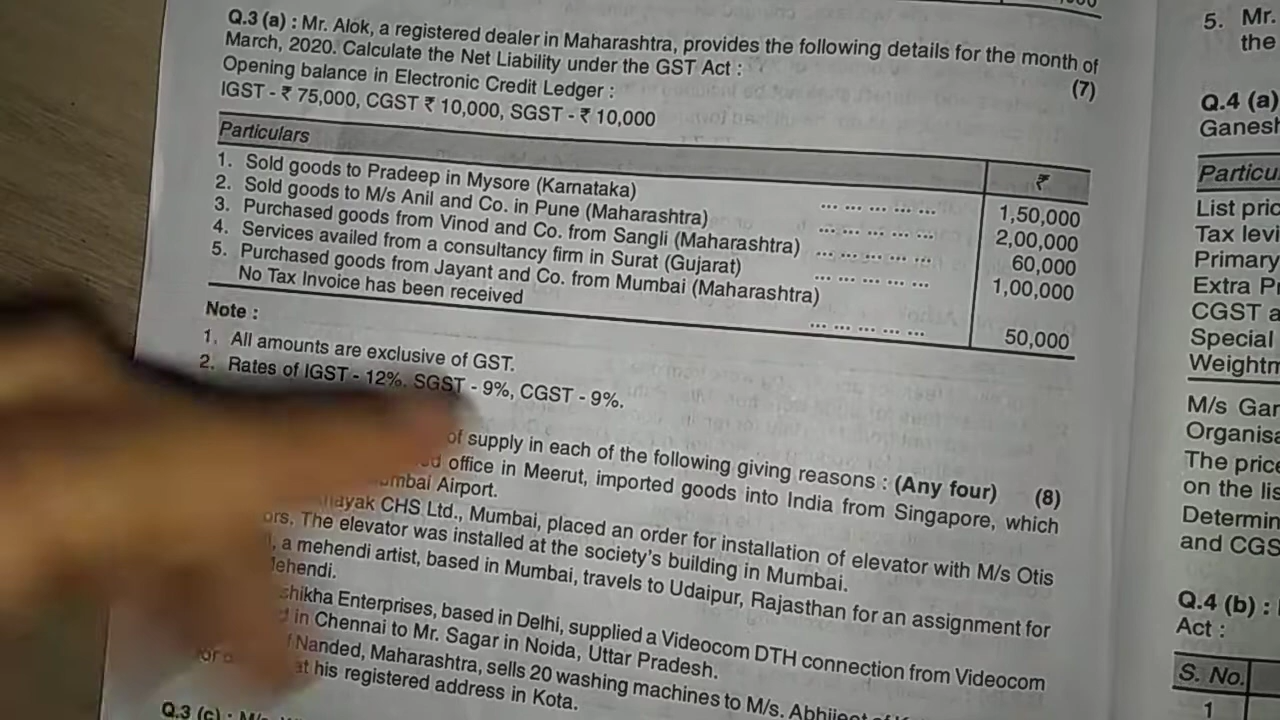 Q.3 (a) : Mr. Alok, a registered dealer in Maharashtra, provides the following details for the month of
March, 2020. Calculate the Net Liability under the GST Act : (7)
Opening balance in Electronic Credit Ledger :
IGST - ₹ 75,000, CGST ₹ 10,000, SGST - ₹ 10,000
Particulars ₹
1. Sold goods to Pradeep in Mysore (Karnataka) ... ... ... ... ... 1,50,000
2. Sold goods to M/s Anil and Co. in Pune (Maharashtra) ... ... ... ... ... 2,00,000
3. Purchased goods from Vinod and Co. from Sangli (Maharashtra) ... ... ... ... ... 60,000
4. Services availed from a consultancy firm in Surat (Gujarat) ... ... ... ... ... 1,00,000
5. Purchased goods from Jayant and Co. from Mumbai (Maharashtra)
No Tax Invoice has been received ... ... ... ... ... 50,000
Note :
1. All amounts are exclusive of GST.
2. Rates of IGST - 12%. SGST - 9%, CGST - 9%.
of supply in each of the following giving reasons : (Any four) (8)
office in Meerut, imported goods into India from Singapore, which
Airport.
CHS Ltd., Mumbai, placed an order for installation of elevator with M/s Otis
The elevator was installed at the society's building in Mumbai.
a mehendi artist, based in Mumbai, travels to Udaipur, Rajasthan for an assignment for
Enterprises, based in Delhi, supplied a Videocom DTH connection from Videocom
in Chennai to Mr. Sagar in Noida, Uttar Pradesh.
Nanded, Maharashtra, sells 20 washing machines to M/s. Abhijeet of
at his registered address in Kota.
Q.3 (c) :
5. Mr.
the
Q.4 (a)
Ganesh
List
Tax
Primary
Extra
CGST
Special
M/s
The
on the
and
Q.4 (b) :
Act :
S. No.
1